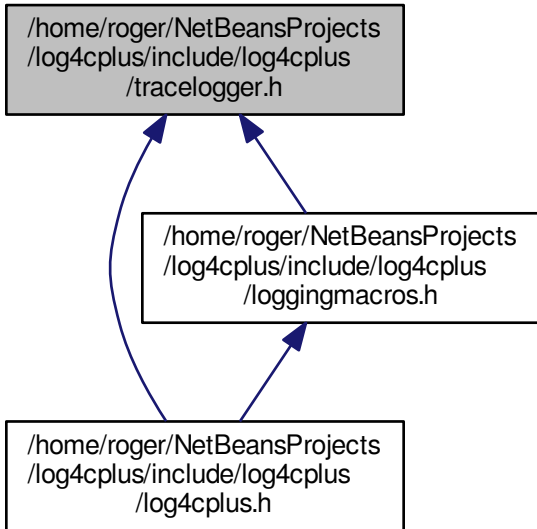 /home/roger/NetBeansProjects
/log4cplus/include/log4cplus
/tracelogger.h
/home/roger/NetBeansProjects
/log4cplus/include/log4cplus
/loggingmacros.h
/home/roger/NetBeansProjects
/log4cplus/include/log4cplus
/log4cplus.h